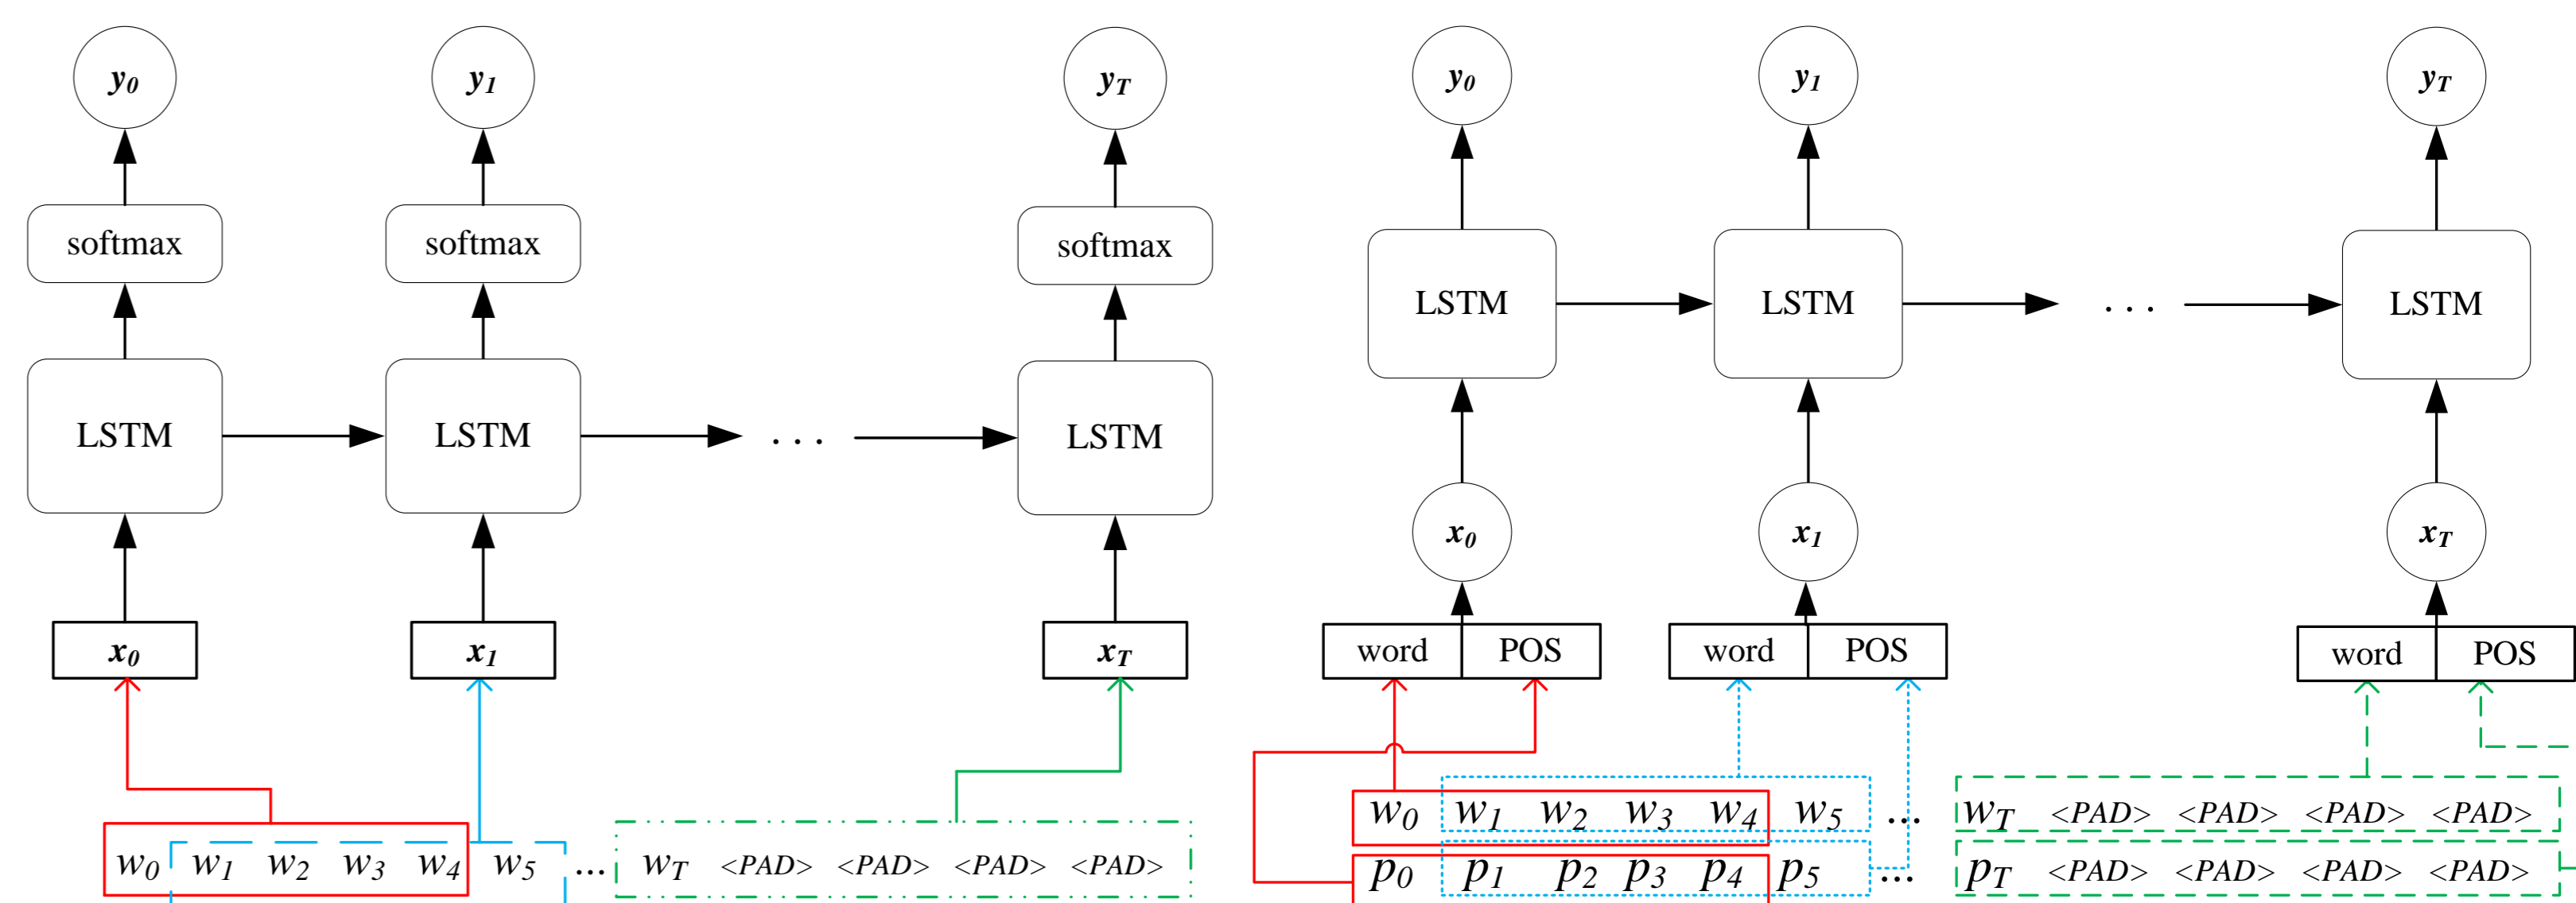 y0 y1 yT
softmax softmax softmax
LSTM LSTM ... LSTM
x0 x1 xT
w0 w1 w2 w3 w4 w5 ... wT <PAD> <PAD> <PAD> <PAD>
y0 y1 yT
LSTM LSTM ... LSTM
x0 x1 xT
word POS word POS word POS
w0 w1 w2 w3 w4 w5 ... wT <PAD> <PAD> <PAD> <PAD>
p0 p1 p2 p3 p4 p5 ... pT <PAD> <PAD> <PAD> <PAD>